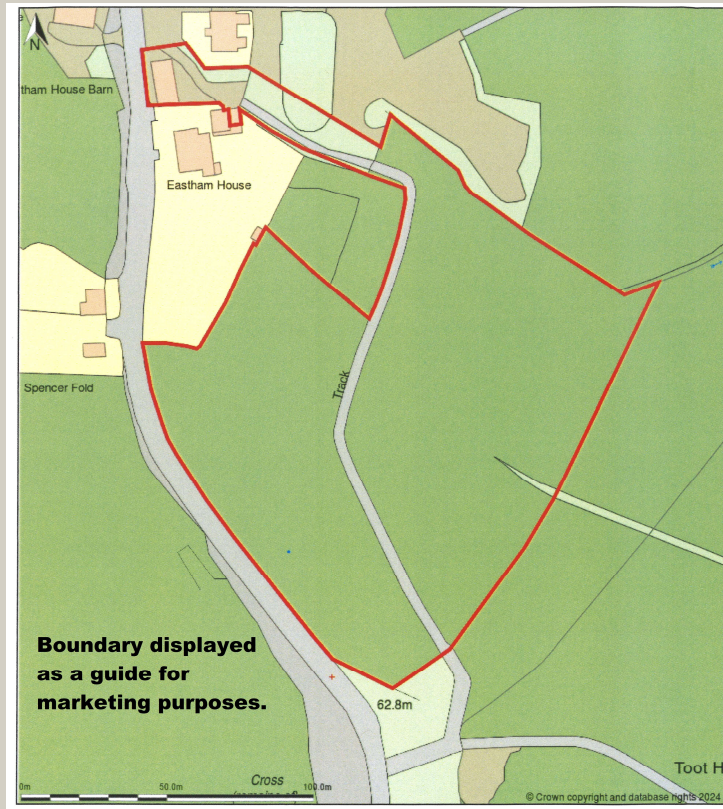 N
tham House Barn
Eastham House
Spencer Fold
Track
Boundary displayed
as a guide for
marketing purposes.
62.8m
Toot H
Cross
0m
50.0m
100.0m
© Crown copyright and database rights 2024